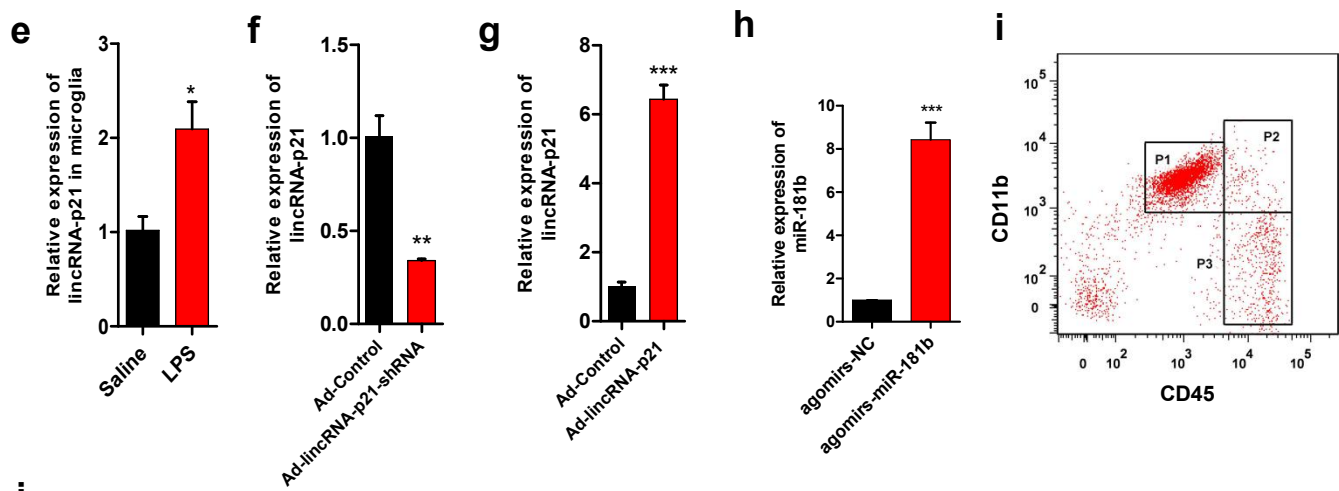 e
Relative expression of
lincRNA-p21 in microglia
3
2
1
0
*
Saline
LPS
f
Relative expression of
lincRNA-p21
1.5
1.0
0.5
0.0
**
Ad-Control
Ad-lincRNA-p21-shRNA
g
Relative expression of
lincRNA-p21
8
6
4
2
0
***
Ad-Control
Ad-lincRNA-p21
h
Relative expression of
miR-181b
10
8
6
4
2
0
***
agomirs-NC
agomirs-miR-181b
i
CD11b
10⁵
10⁴
10³
10²
0
P1
P2
P3
0 10² 10³ 10⁴ 10⁵
CD45